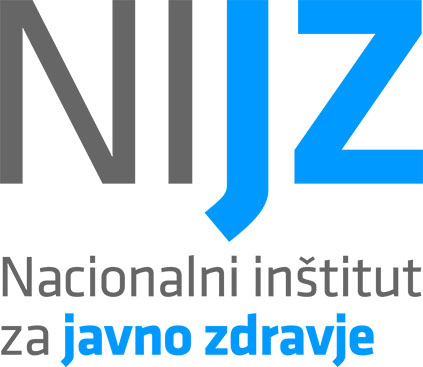 NIJZ
Nacionalni inštitut
za javno zdravje